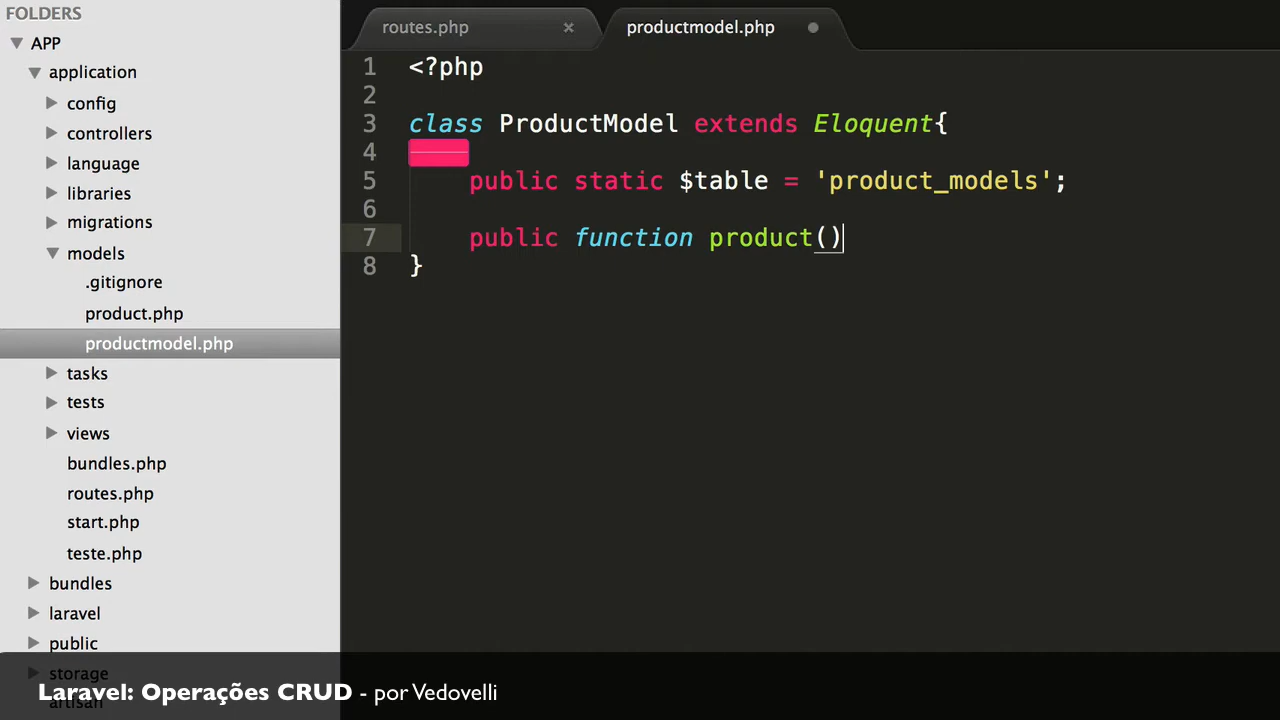 FOLDERS
APP
application
config
controllers
language
libraries
migrations
models
.gitignore
product.php
productmodel.php
tasks
tests
views
bundles.php
routes.php
start.php
teste.php
bundles
laravel
public
storage
artisan
routes.php × productmodel.php
1 <?php
2
3 class ProductModel extends Eloquent{
4
5 public static $table = 'product_models';
6
7 public function product()
8 }
Laravel: Operações CRUD - por Vedovelli